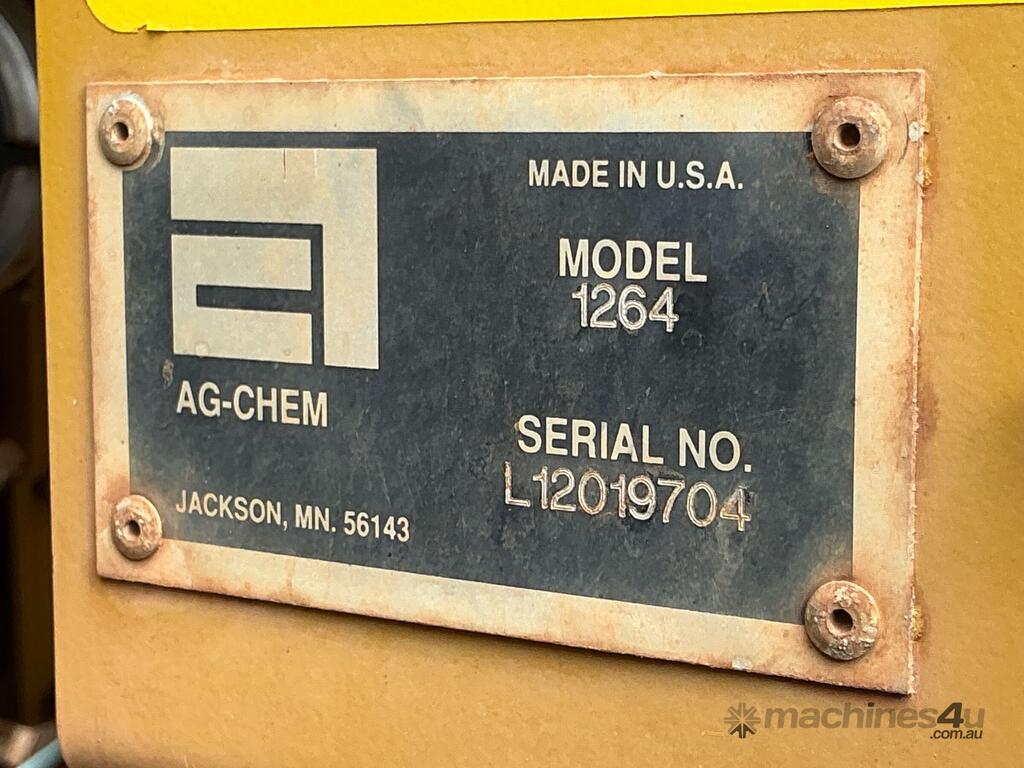 MADE IN U.S.A.
MODEL
1264
AG-CHEM
SERIAL NO.
L12019704
JACKSON, MN. 56143
machines4u
.com.au